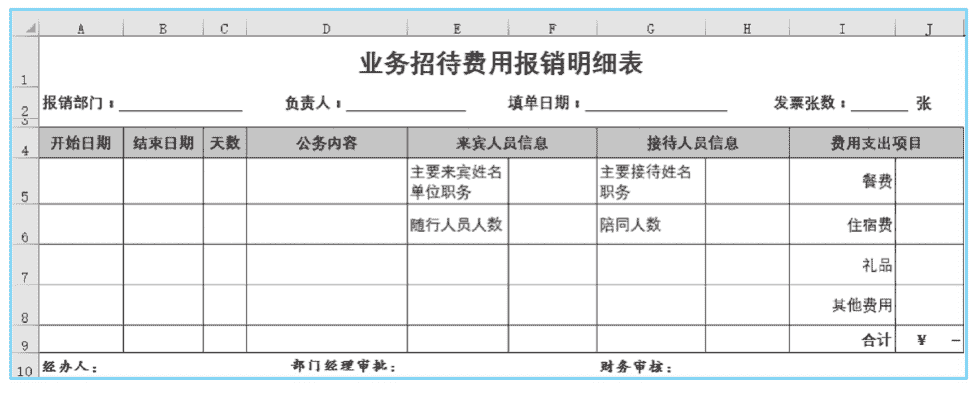 A B C D E F G H I J
1 业务招待费用报销明细表
2 报销部门：____________ 负责人：____________ 填单日期：____________ 发票张数：______ 张
3
4 开始日期 结束日期 天数 公务内容 来宾人员信息 接待人员信息 费用支出项目
5 主要来宾姓名 主要接待姓名 餐费
单位职务 职务
6 随行人员人数 陪同人数 住宿费
7 礼品
8 其他费用
9 合计 ¥ -
10 经办人： 部门经理审批： 财务审核：